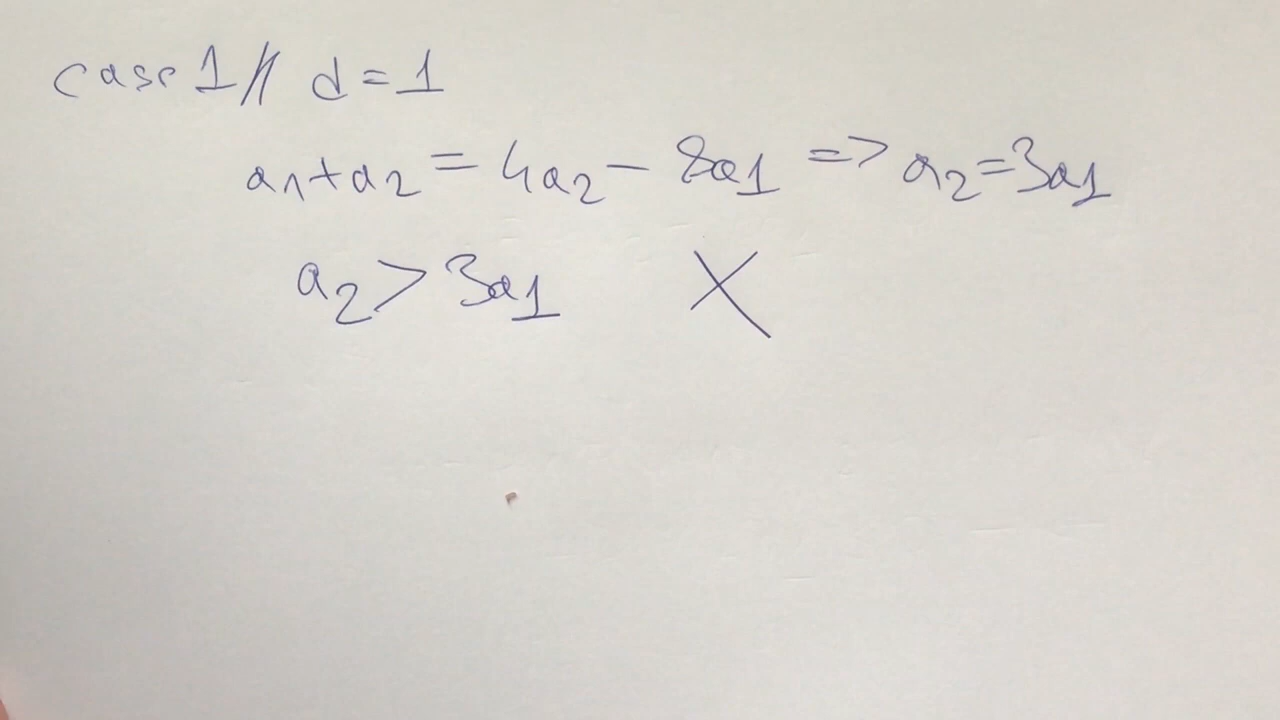 case 1// d=1
a1+a2 = 4a2 - 8a1 => a2=3a1
a2 > 3a1 X